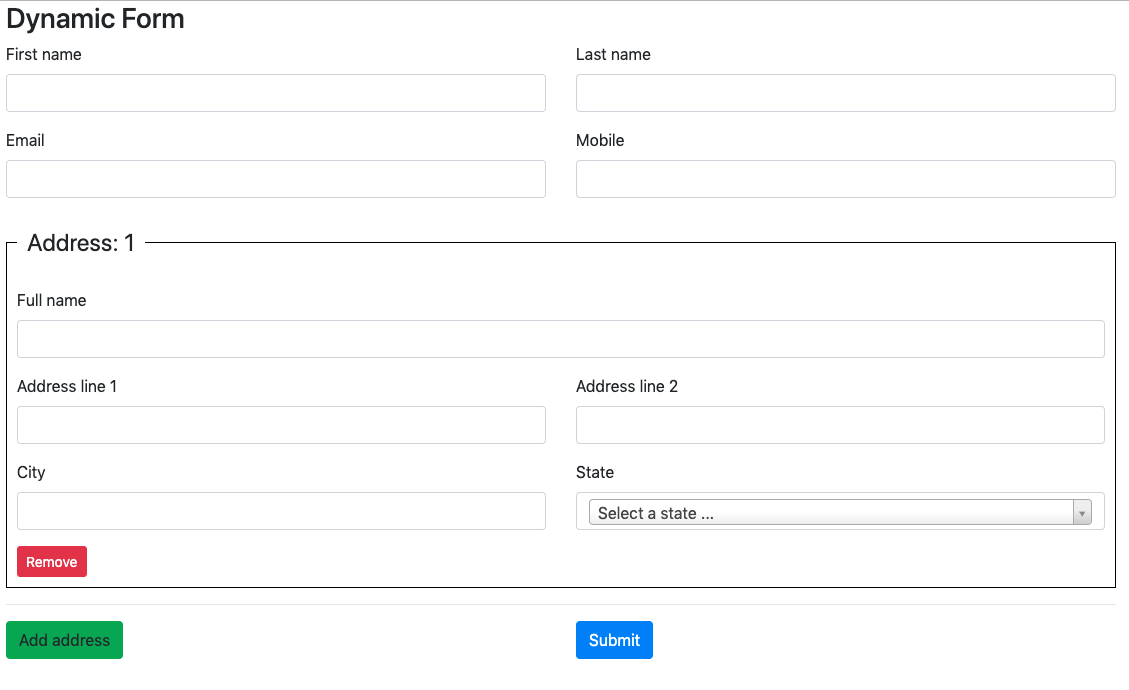 Dynamic Form
First name
Last name
Email
Mobile
Address: 1
Full name
Address line 1
Address line 2
City
State
Select a state ...
Remove
Add address
Submit